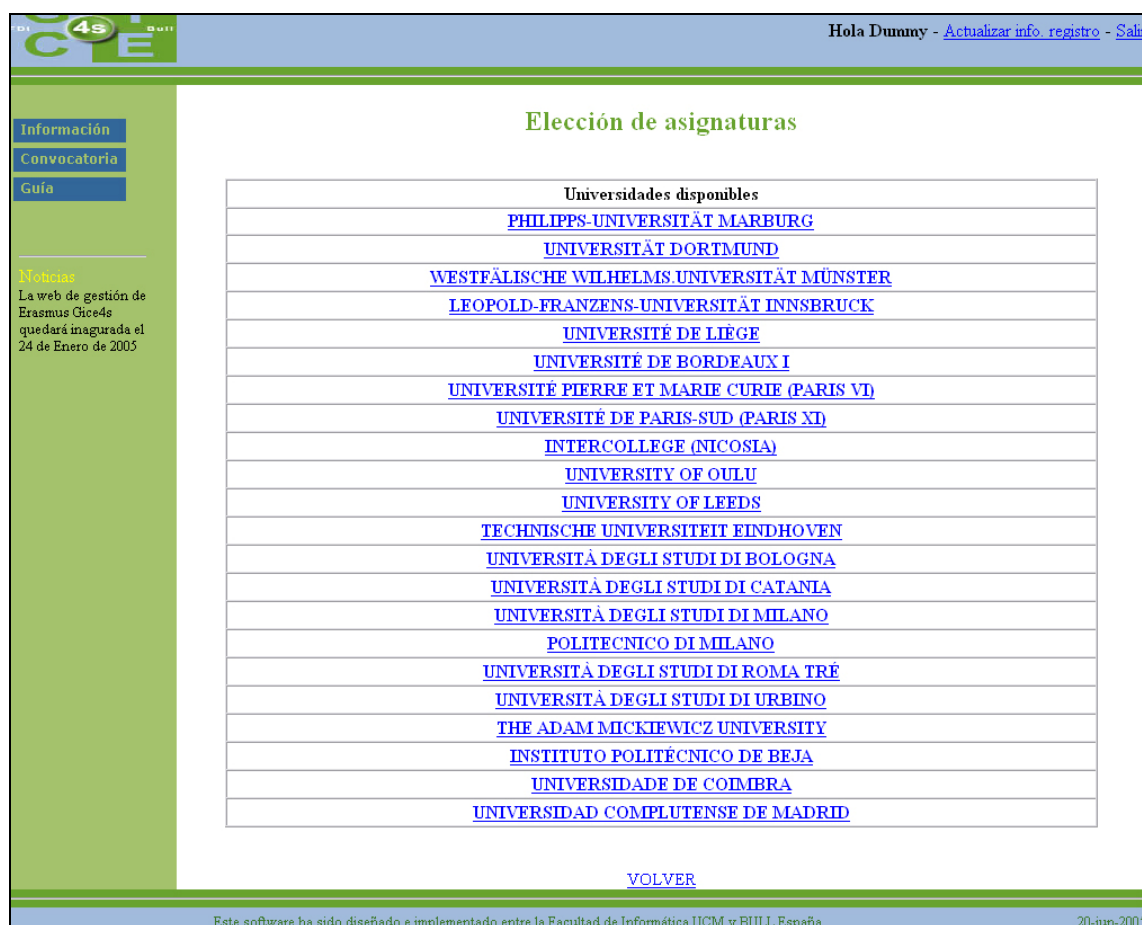 4s
Bull
C E
Hola Dummy - Actualizar info. registro - Salir
Información
Convocatoria
Guía
Noticias
La web de gestión de
Erasmus Gice4s
quedará inagurada el
24 de Enero de 2005
Elección de asignaturas
Universidades disponibles
PHILIPPS-UNIVERSITÄT MARBURG
UNIVERSITÄT DORTMUND
WESTFÄLISCHE WILHELMS.UNIVERSITÄT MÜNSTER
LEOPOLD-FRANZENS-UNIVERSITÄT INNSBRUCK
UNIVERSITÉ DE LIÈGE
UNIVERSITÉ DE BORDEAUX I
UNIVERSITÉ PIERRE ET MARIE CURIE (PARIS VI)
UNIVERSITÉ DE PARIS-SUD (PARIS XI)
INTERCOLLEGE (NICOSIA)
UNIVERSITY OF OULU
UNIVERSITY OF LEEDS
TECHNISCHE UNIVERSITEIT EINDHOVEN
UNIVERSITÀ DEGLI STUDI DI BOLOGNA
UNIVERSITÀ DEGLI STUDI DI CATANIA
UNIVERSITÀ DEGLI STUDI DI MILANO
POLITECNICO DI MILANO
UNIVERSITÀ DEGLI STUDI DI ROMA TRÉ
UNIVERSITÀ DEGLI STUDI DI URBINO
THE ADAM MICKIEWICZ UNIVERSITY
INSTITUTO POLITÉCNICO DE BEJA
UNIVERSIDADE DE COIMBRA
UNIVERSIDAD COMPLUTENSE DE MADRID
VOLVER
Este software ha sido diseñado e implementado entre la Facultad de Informática UCM y BULL España
20-jun-2005